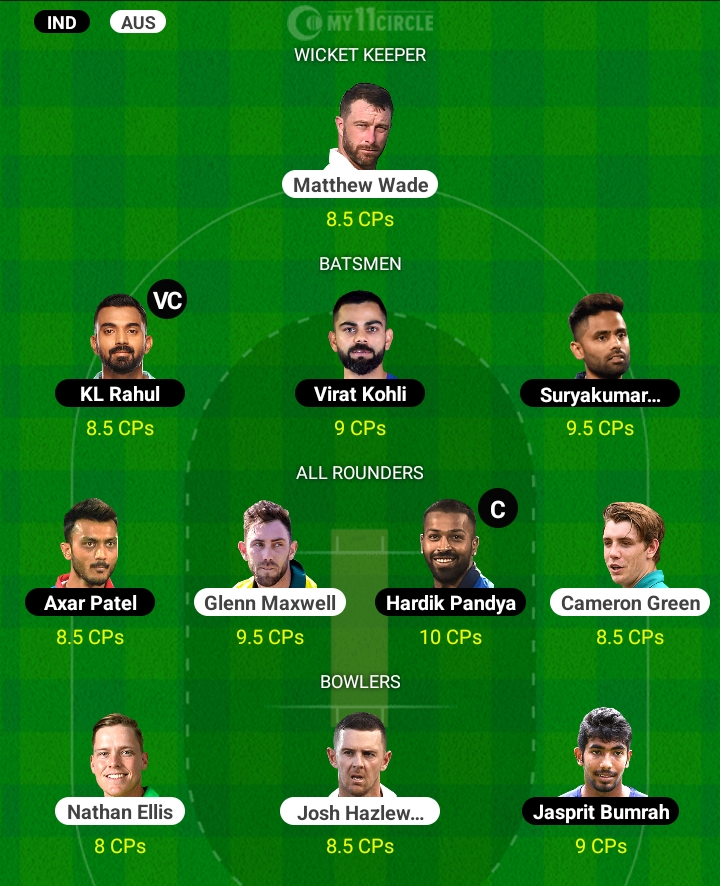 IND AUS
MY11CIRCLE
WICKET KEEPER
Matthew Wade
8.5 CPs
BATSMEN
VC
KL Rahul Virat Kohli Suryakumar...
8.5 CPs 9 CPs 9.5 CPs
ALL ROUNDERS
C
Axar Patel Glenn Maxwell Hardik Pandya Cameron Green
8.5 CPs 9.5 CPs 10 CPs 8.5 CPs
BOWLERS
Nathan Ellis Josh Hazlew... Jasprit Bumrah
8 CPs 8.5 CPs 9 CPs